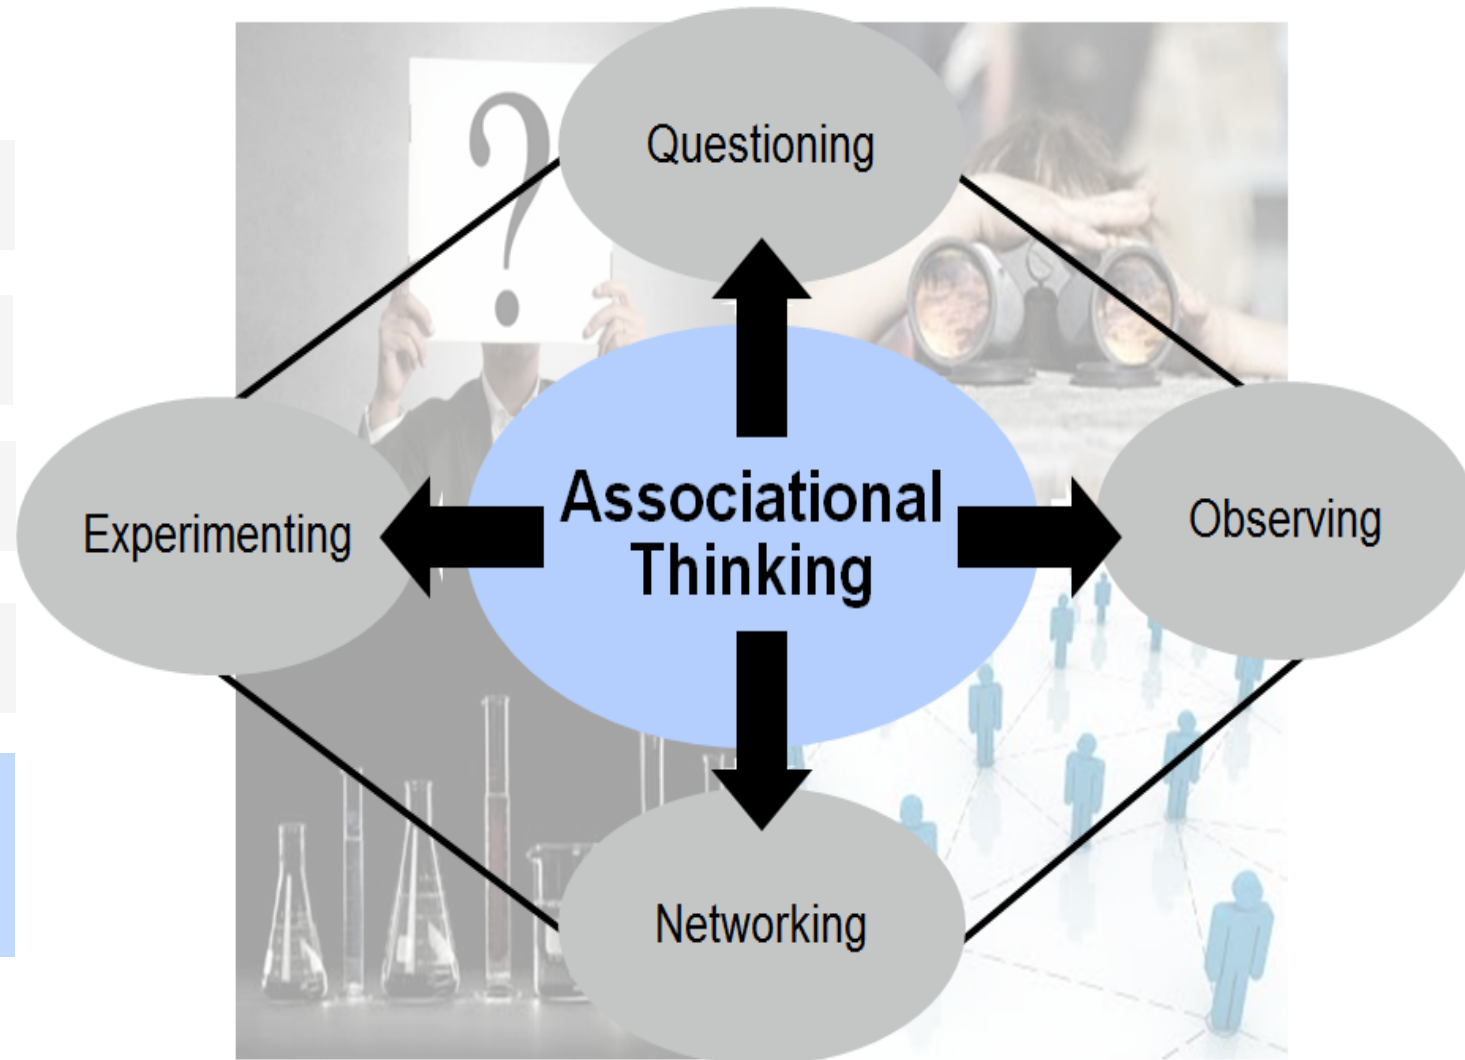 ?
Questioning
Associational
Thinking
Experimenting
Observing
Networking